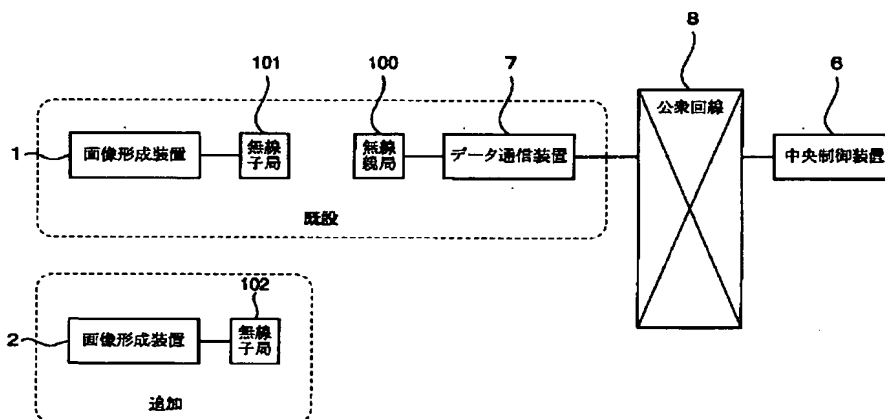 8
101
100
7
6
公衆回線
1
画像形成装置
無線
子局
無線
親局
データ通信装置
中央制御装置
既設
102
2
画像形成装置
無線
子局
追加